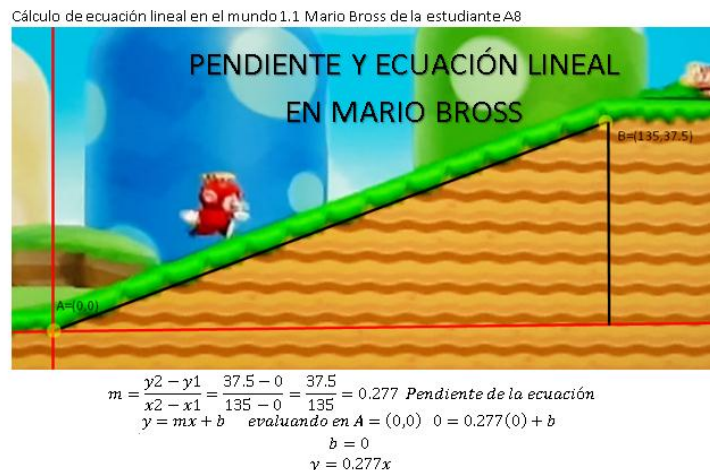 Cálculo de ecuación lineal en el mundo 1.1 Mario Bross de la estudiante A8
PENDIENTE Y ECUACIÓN LINEAL
EN MARIO BROSS
B=(135,37.5)
A=(0,0)
m = y2 − y1 / x2 − x1 = 37.5 − 0 / 135 − 0 = 37.5 / 135 = 0.277 Pendiente de la ecuación
y = mx + b evaluando en A = (0,0) 0 = 0.277(0) + b
b = 0
y = 0.277x